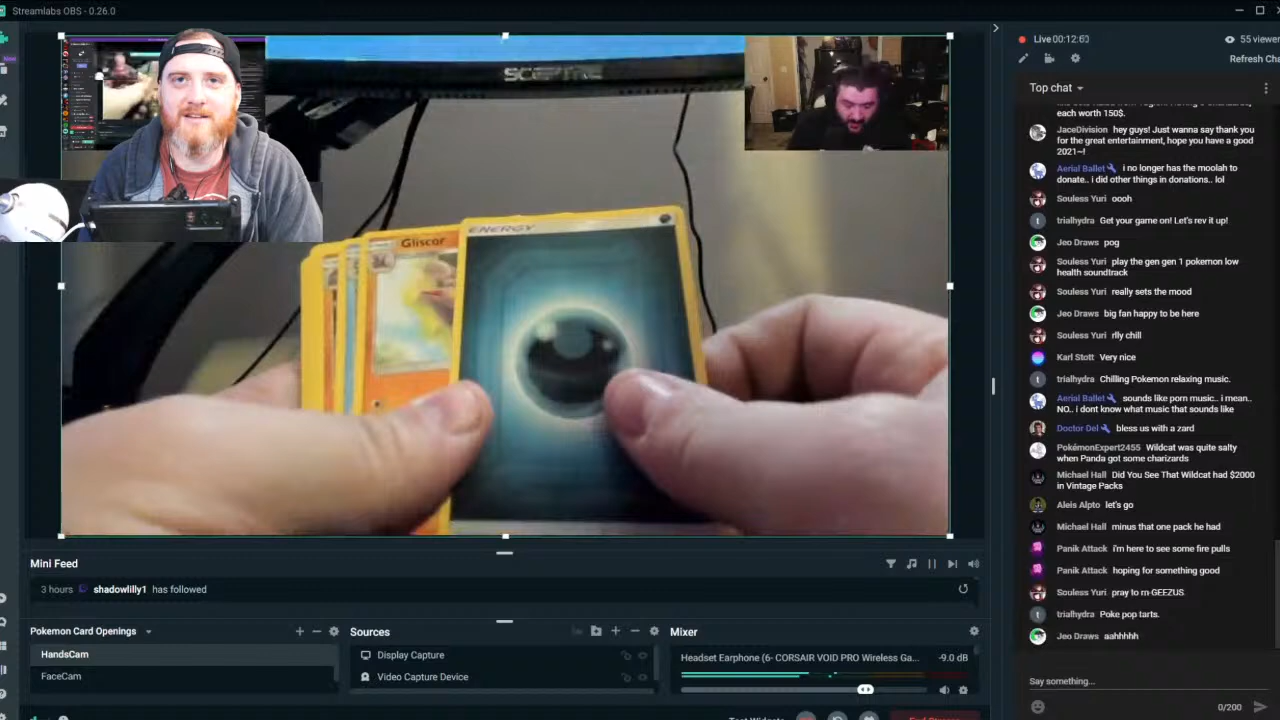 Streamlabs OBS - 0.26.0
Live 00:12:
55 viewer
Refresh Cha
Top chat
each worth 150$.
JaceDivision hey guys! Just wanna say thank you
for the great entertainment, hope you have a good
2021~!
Aerial Ballet i no longer has the moolah to
donate.. i did other things in donations.. lol
Souless Yuri oooh
trialhydra Get your game on! Let's rev it up!
Jeo Draws pog
Souless Yuri play the gen gen 1 pokemon low
health soundtrack
Souless Yuri really sets the mood
Jeo Draws big fan happy to be here
Souless Yuri rlly chill
Karl Stott Very nice
trialhydra Chilling Pokemon relaxing music.
Aerial Ballet sounds like porn music.. i mean..
NO.. i dont know what music that sounds like
Doctor Del bless us with a zard
PokémonExpert2455 Wildcat was quite salty
when Panda got some charizards
Michael Hall Did You See That Wildcat had $2000
in Vintage Packs
Aleis Alpto let's go
Michael Hall minus that one pack he had
Panik Attack i'm here to see some fire pulls
Panik Attack hoping for something good
Souless Yuri pray to rn-GEEZUS
trialhydra Poke pop tarts.
Jeo Draws aahhhhh
Say something...
0/200
Gliscor
ENERGY
Mini Feed
3 hours shadowlilly1 has followed
Pokemon Card Openings
HandsCam
FaceCam
Sources
Display Capture
Video Capture Device
Mixer
Headset Earphone (6- CORSAIR VOID PRO Wireless Ga...
-9.0 dB
Test Widgets
End Stream